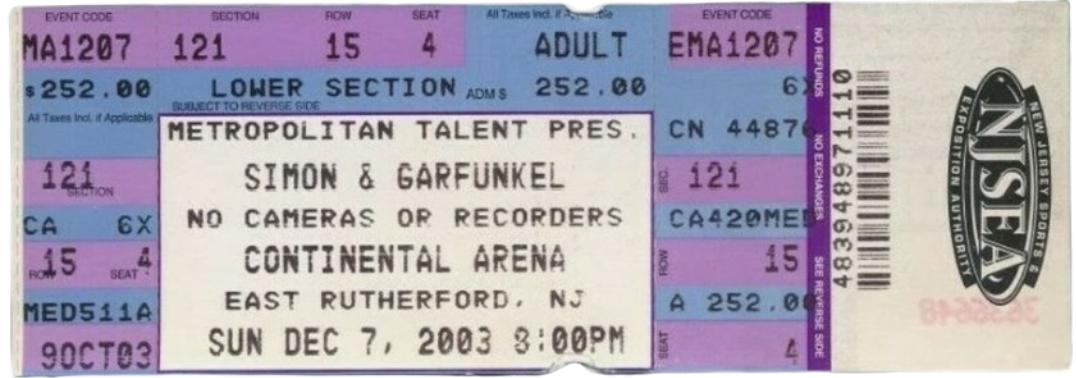 EVENT CODE SECTION ROW SEAT All Taxes Incl. if Applicable EVENT CODE
MA1207 121 15 4 ADULT EMA1207
$252.00 LOWER SECTION ADM $ 252.00 6X
All Taxes Incl. if Applicable SUBJECT TO REVERSE SIDE
METROPOLITAN TALENT PRES. CN 44876
121 SIMON & GARFUNKEL SEC. 121
SECTION
CA 6X NO CAMERAS OR RECORDERS CA420MED
ROW 15 SEAT 4 CONTINENTAL ARENA ROW 15
MED511A EAST RUTHERFORD, NJ A 252.00
9OCT03 SUN DEC 7, 2003 8:00PM SEAT 4
NO REFUNDS NO EXCHANGES SEE REVERSE SIDE
4839489711110
NEW JERSEY SPORTS &
NJSEA
EXPOSITION AUTHORITY